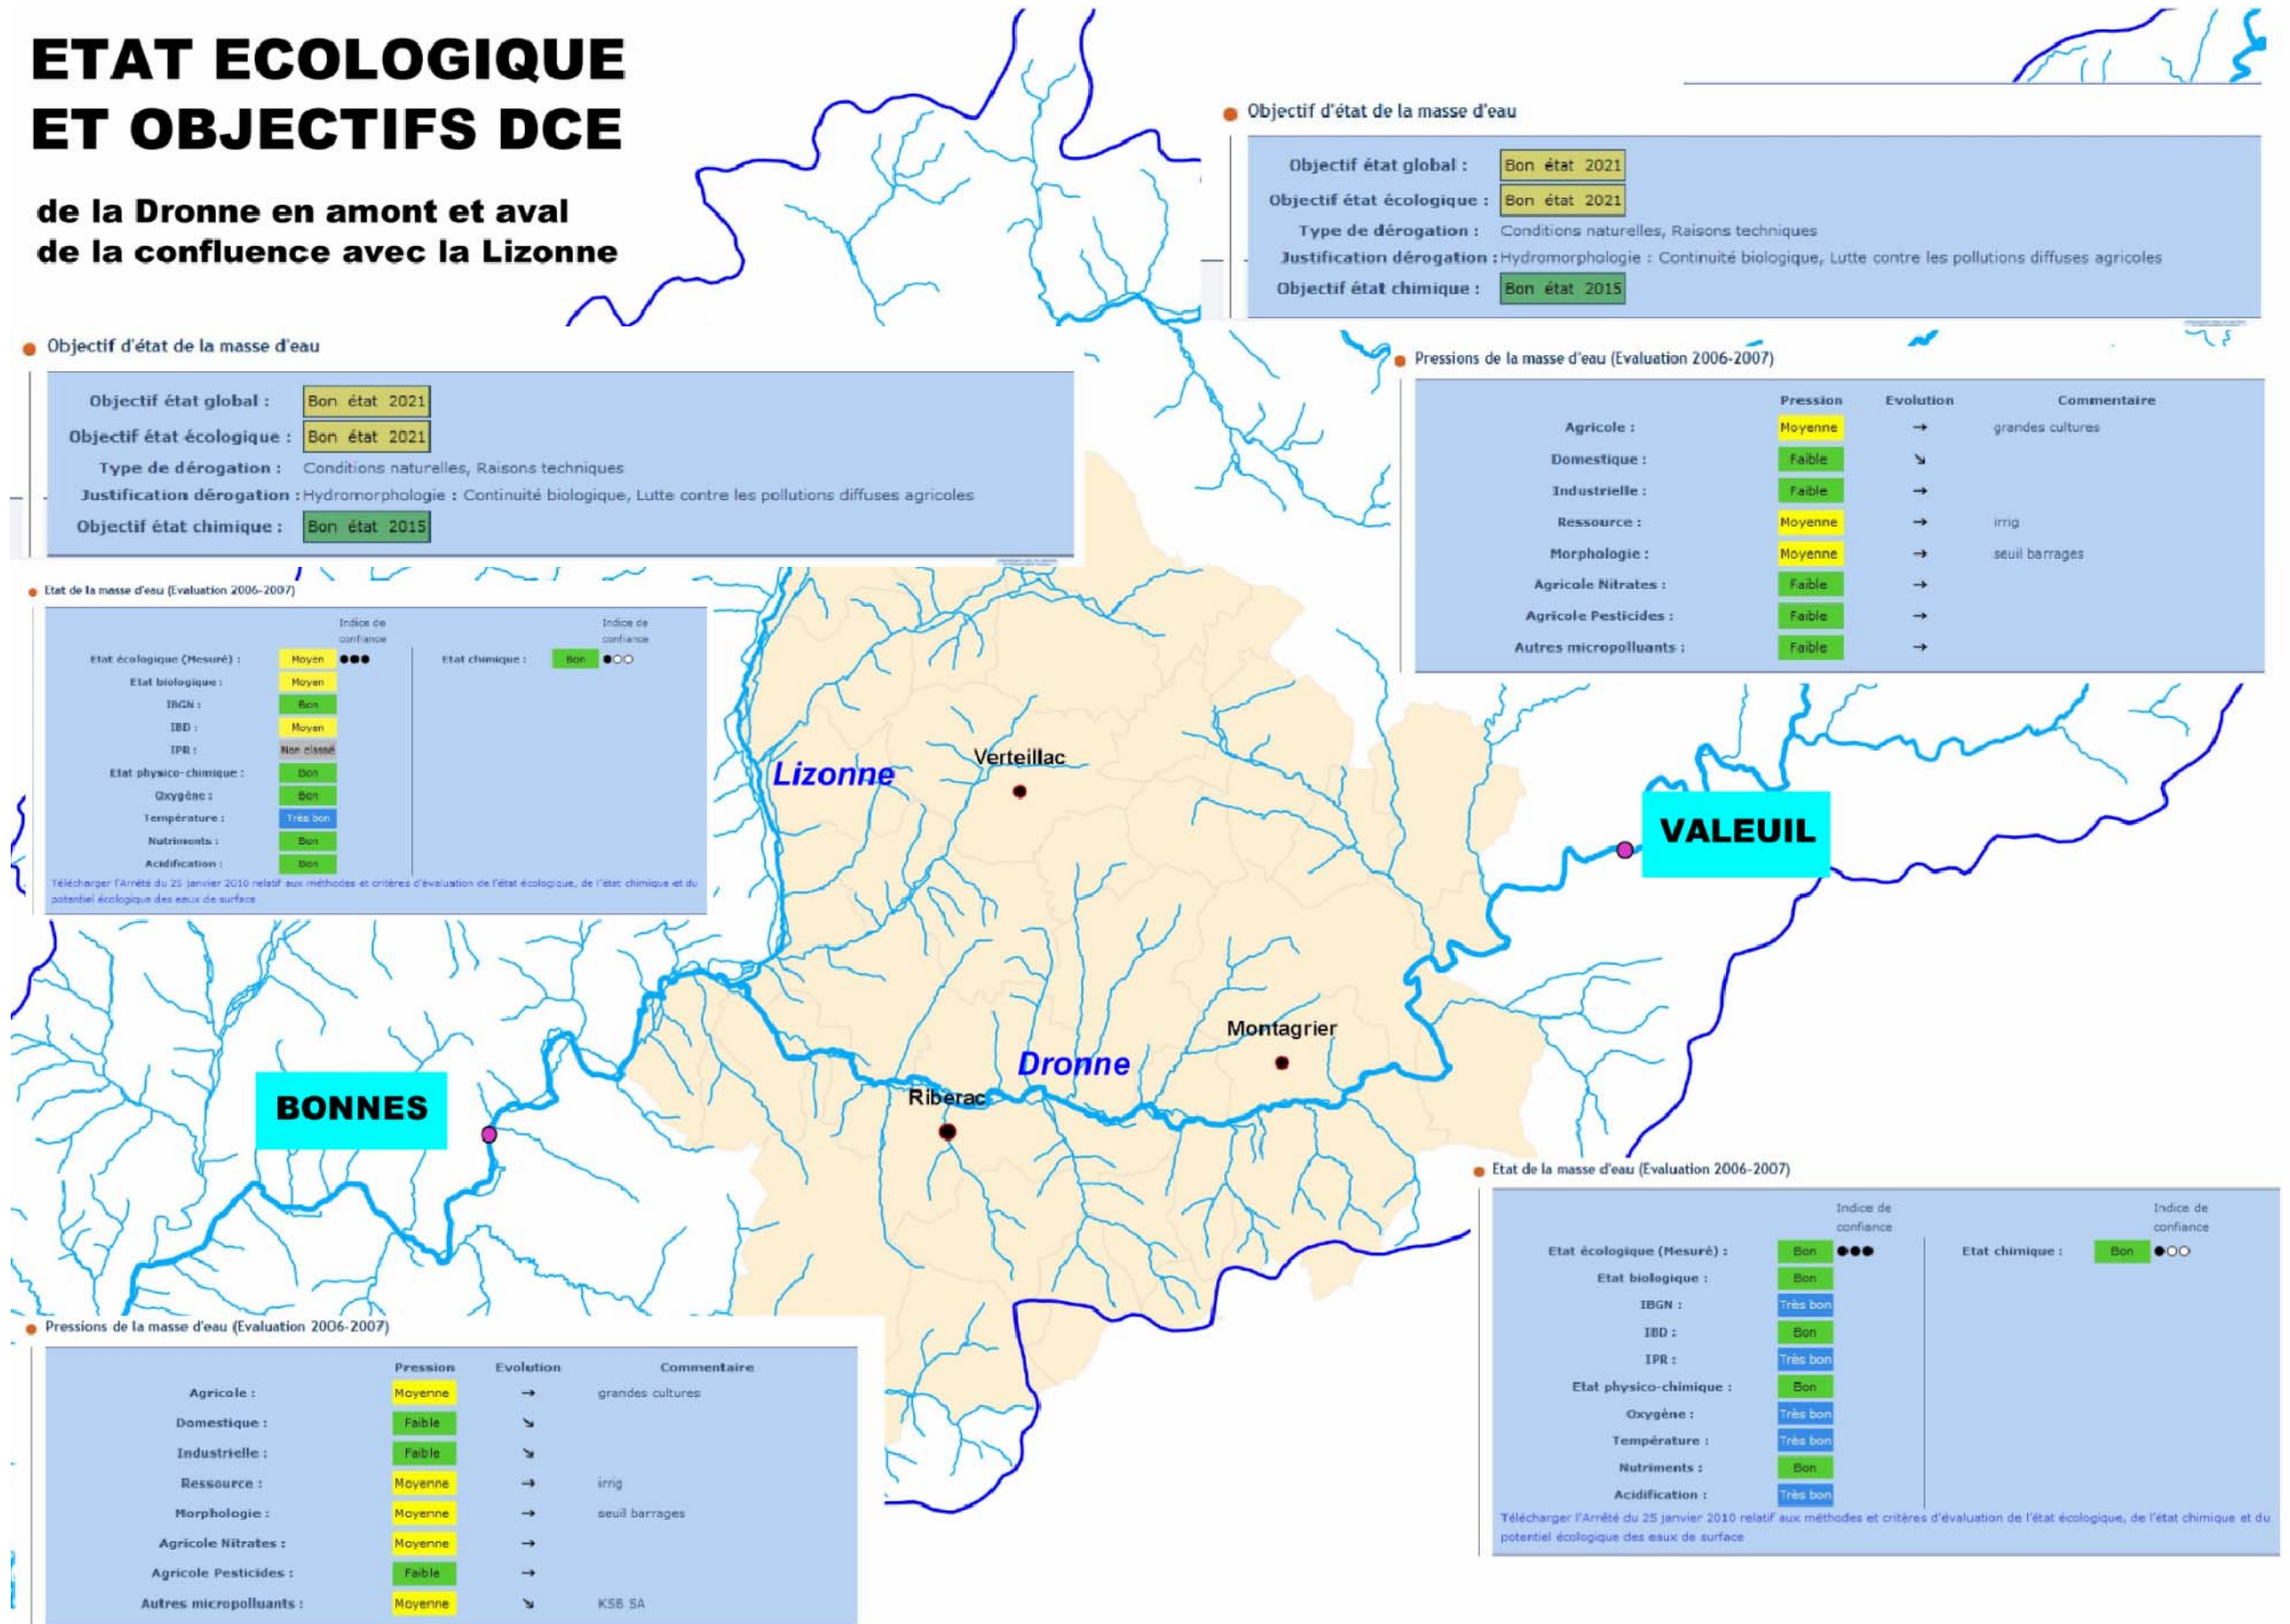 ETAT ECOLOGIQUE
ET OBJECTIFS DCE
de la Dronne en amont et aval
de la confluence avec la Lizonne
Objectif d'état de la masse d'eau
Objectif état global : Bon état 2021
Objectif état écologique : Bon état 2021
Type de dérogation : Conditions naturelles, Raisons techniques
Justification dérogation : Hydromorphologie : Continuité biologique, Lutte contre les pollutions diffuses agricoles
Objectif état chimique : Bon état 2015
Objectif d'état de la masse d'eau
Objectif état global : Bon état 2021
Objectif état écologique : Bon état 2021
Type de dérogation : Conditions naturelles, Raisons techniques
Justification dérogation : Hydromorphologie : Continuité biologique, Lutte contre les pollutions diffuses agricoles
Objectif état chimique : Bon état 2015
Pressions de la masse d'eau (Evaluation 2006-2007)
Pression Evolution Commentaire
Agricole : Moyenne → grandes cultures
Domestique : Faible ↘
Industrielle : Faible →
Ressource : Moyenne → irrig
Morphologie : Moyenne → seuil barrages
Agricole Nitrates : Faible →
Agricole Pesticides : Faible →
Autres micropolluants : Faible →
Etat de la masse d'eau (Evaluation 2006-2007)
Indice de
confiance
Indice de
confiance
Etat écologique (Mesuré) : Moyen ●●● Etat chimique : Bon ●○○
Etat biologique : Moyen
IBGN : Bon
IBD : Moyen
IPR : Non classé
Etat physico-chimique : Bon
Oxygène : Bon
Température : Très bon
Nutriments : Bon
Acidification : Bon
Télécharger l'Arrêté du 25 janvier 2010 relatif aux méthodes et critères d'évaluation de l'état écologique, de l'état chimique et du
potentiel écologique des eaux de surface
Lizonne
Verteillac
VALEUIL
Montagrier
Dronne
Riberac
BONNES
Etat de la masse d'eau (Evaluation 2006-2007)
Indice de
confiance
Indice de
confiance
Etat écologique (Mesuré) : Bon ●●● Etat chimique : Bon ●○○
Etat biologique : Bon
IBGN : Très bon
IBD : Bon
IPR : Très bon
Etat physico-chimique : Bon
Oxygène : Très bon
Température : Très bon
Nutriments : Bon
Acidification : Très bon
Télécharger l'Arrêté du 25 janvier 2010 relatif aux méthodes et critères d'évaluation de l'état écologique, de l'état chimique et du
potentiel écologique des eaux de surface
Pressions de la masse d'eau (Evaluation 2006-2007)
Pression Evolution Commentaire
Agricole : Moyenne → grandes cultures
Domestique : Faible ↘
Industrielle : Faible ↘
Ressource : Moyenne → irrig
Morphologie : Moyenne → seuil barrages
Agricole Nitrates : Moyenne →
Agricole Pesticides : Faible →
Autres micropolluants : Moyenne ↘ KSB SA